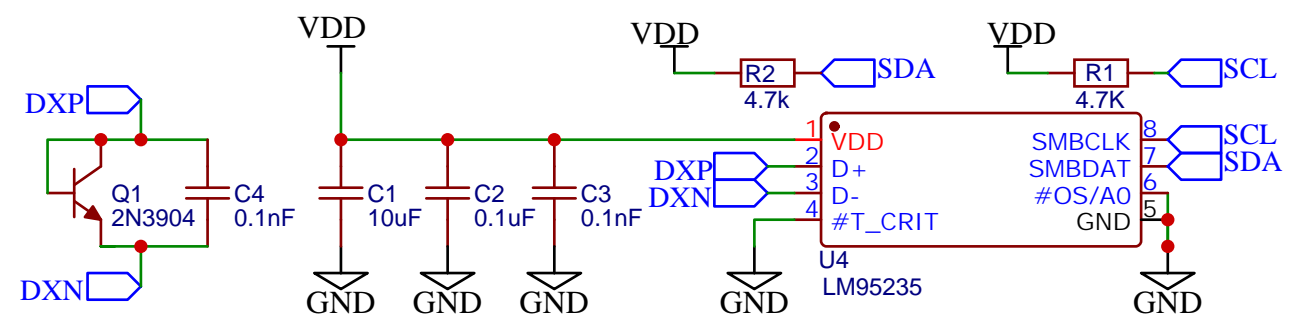 VDD
VDD
VDD
DXP
R2
SDA
R1
SCL
4.7k
4.7K
1
VDD
SMBCLK
8
SCL
DXP
2
D+
SMBDAT
7
SDA
Q1
2N3904
C4
0.1nF
C1
10uF
C2
0.1uF
C3
0.1nF
DXN
3
D-
#OS/A0
6
4
#T_CRIT
GND
5
U4
LM95235
DXN
GND
GND
GND
GND
GND